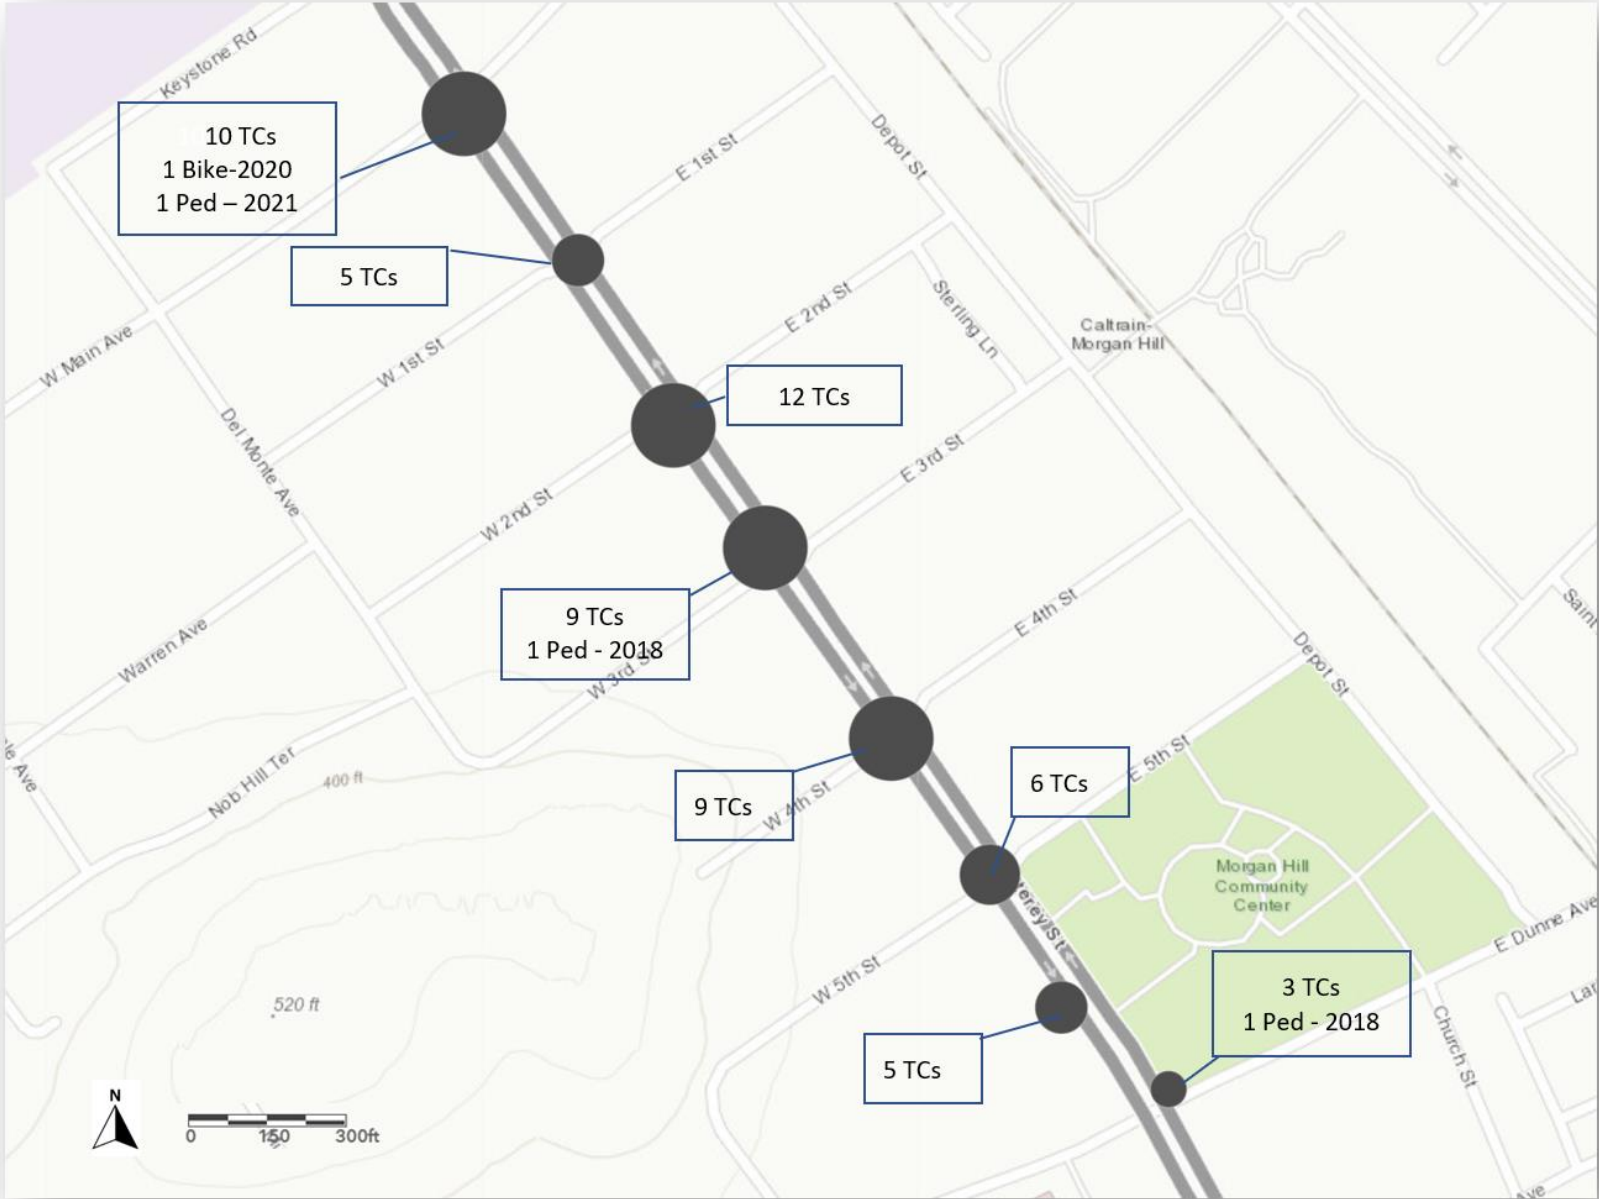 Keystone Rd
10 TCs
1 Bike-2020
1 Ped – 2021
E 1st St
Depot St
5 TCs
W Main Ave
W 1st St
E 2nd St
Sterling Ln
Caltrain-
Morgan Hill
12 TCs
Del Monte Ave
W 2nd St
E 3rd St
9 TCs
1 Ped - 2018
W 3rd St
Warren Ave
E 4th St
Depot St
Nob Hill Ter
400 ft
9 TCs
W 4th St
6 TCs
E 5th St
Morgan Hill
Community
Center
terey St
E Dunne Ave
W 5th St
520 ft
5 TCs
3 TCs
1 Ped - 2018
Church St
N
0 150 300ft
Ave